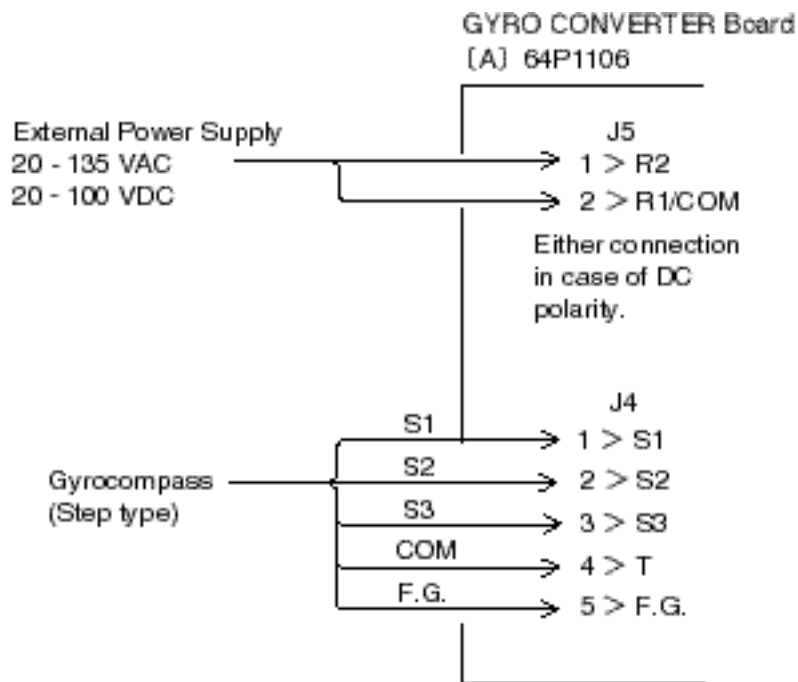 GYRO CONVERTER Board
[A] 64P1106
External Power Supply
20 - 135 VAC
20 - 100 VDC
J5
1 > R2
2 > R1/COM
Either connection
in case of DC
polarity.
J4
S1
1 > S1
Gyrocompass
(Step type)
S2
2 > S2
S3
3 > S3
COM
4 > T
F.G.
5 > F.G.